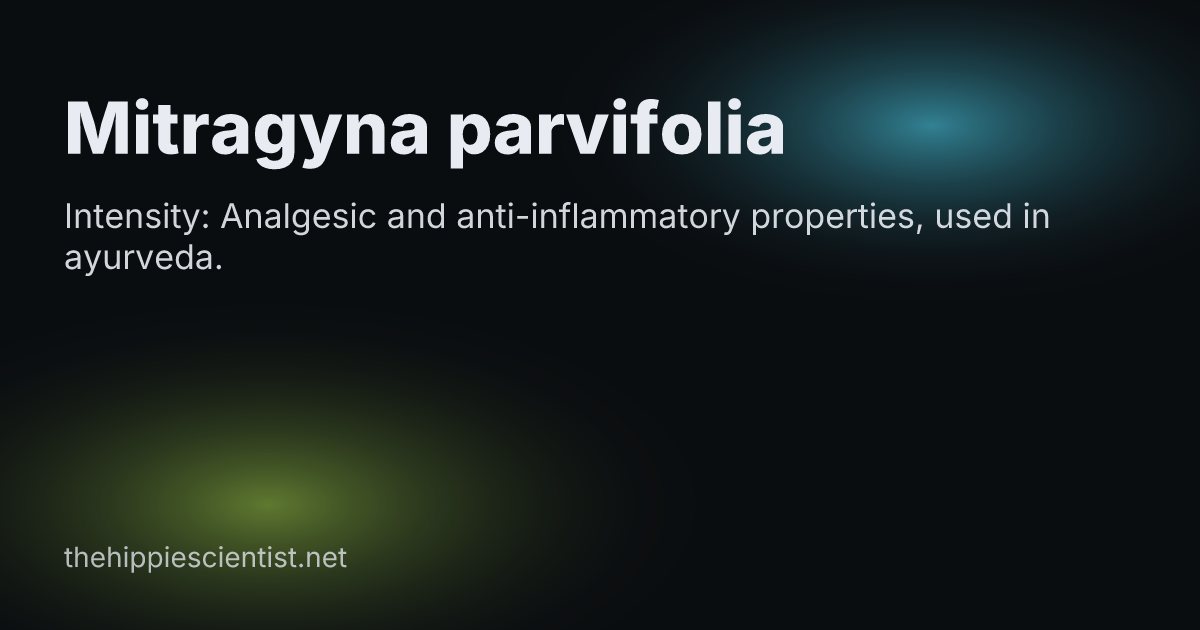 Mitragyna parvifolia
Intensity: Analgesic and anti-inflammatory properties, used in
ayurveda.
thehippiescientist.net